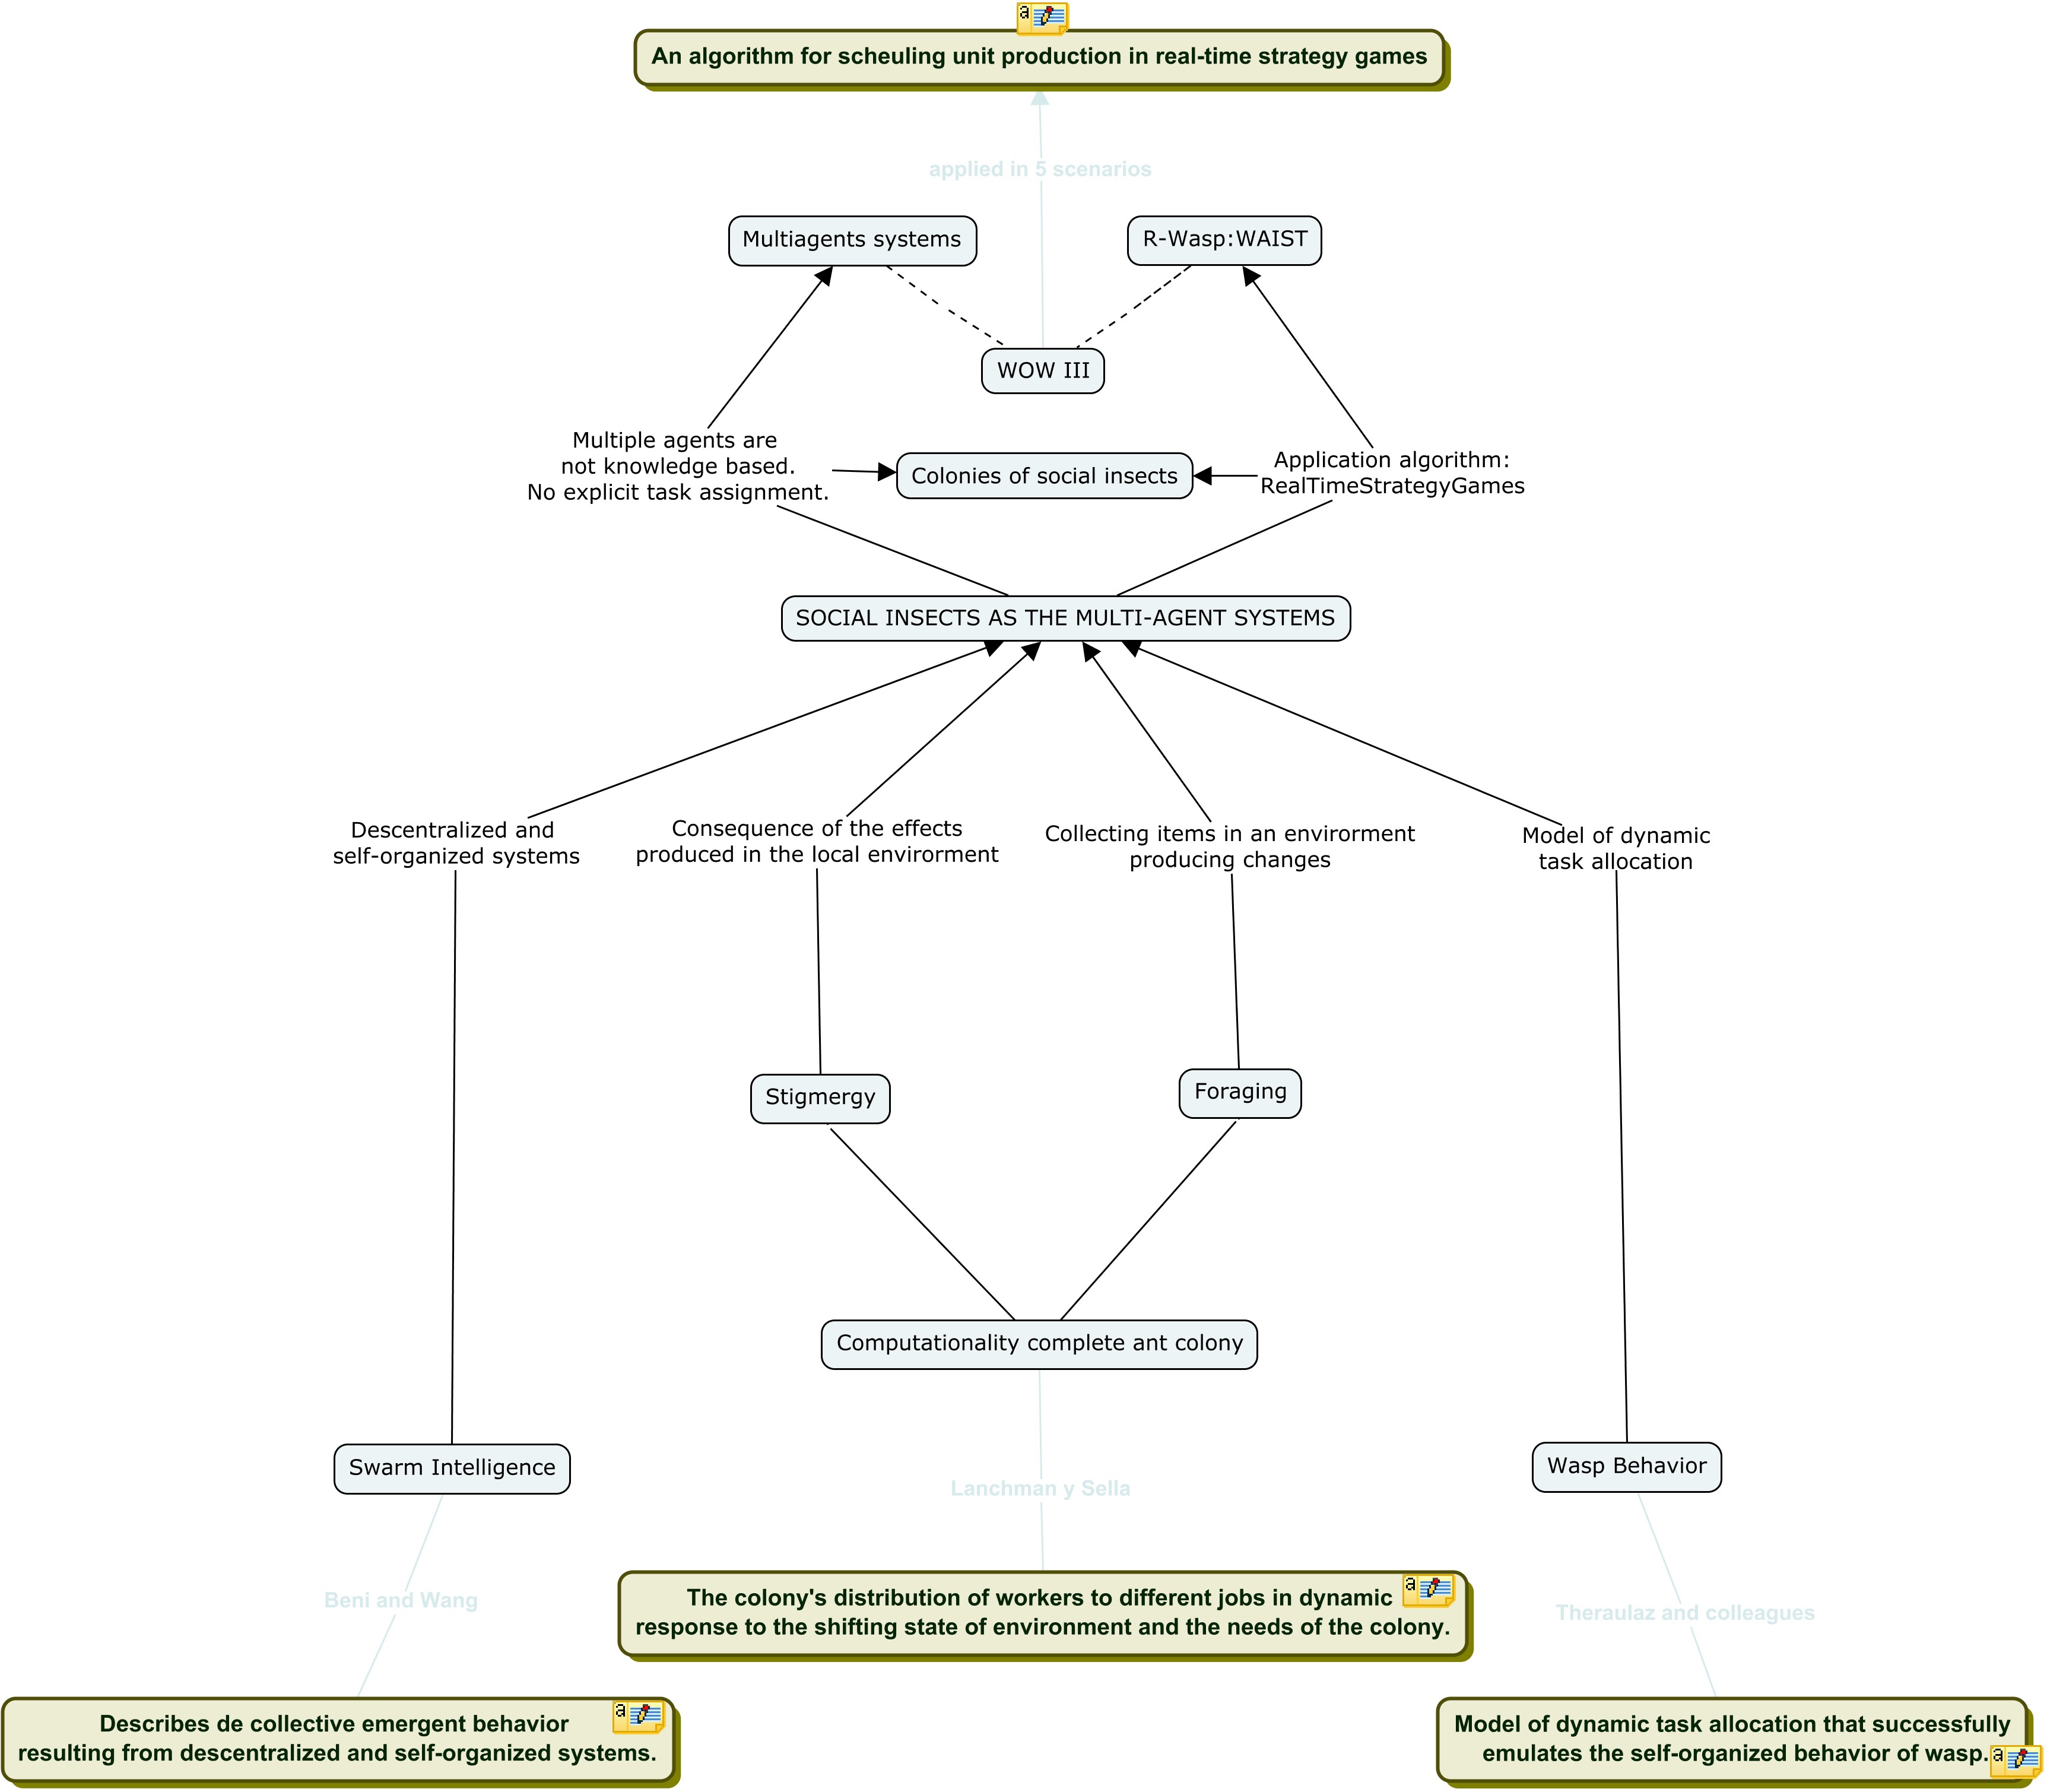 An algorithm for scheuling unit production in real-time strategy games
applied in 5 scenarios
Multiagents systems
R-Wasp:WAIST
WOW III
Multiple agents are
not knowledge based.
No explicit task assignment.
Colonies of social insects
Application algorithm:
RealTimeStrategyGames
SOCIAL INSECTS AS THE MULTI-AGENT SYSTEMS
Descentralized and
self-organized systems
Consequence of the effects
produced in the local envirorment
Collecting items in an envirorment
producing changes
Model of dynamic
task allocation
Stigmergy
Foraging
Computationality complete ant colony
Swarm Intelligence
Wasp Behavior
Lanchman y Sella
Beni and Wang
Theraulaz and colleagues
The colony's distribution of workers to different jobs in dynamic
response to the shifting state of environment and the needs of the colony.
Describes de collective emergent behavior
resulting from descentralized and self-organized systems.
Model of dynamic task allocation that successfully
emulates the self-organized behavior of wasp.